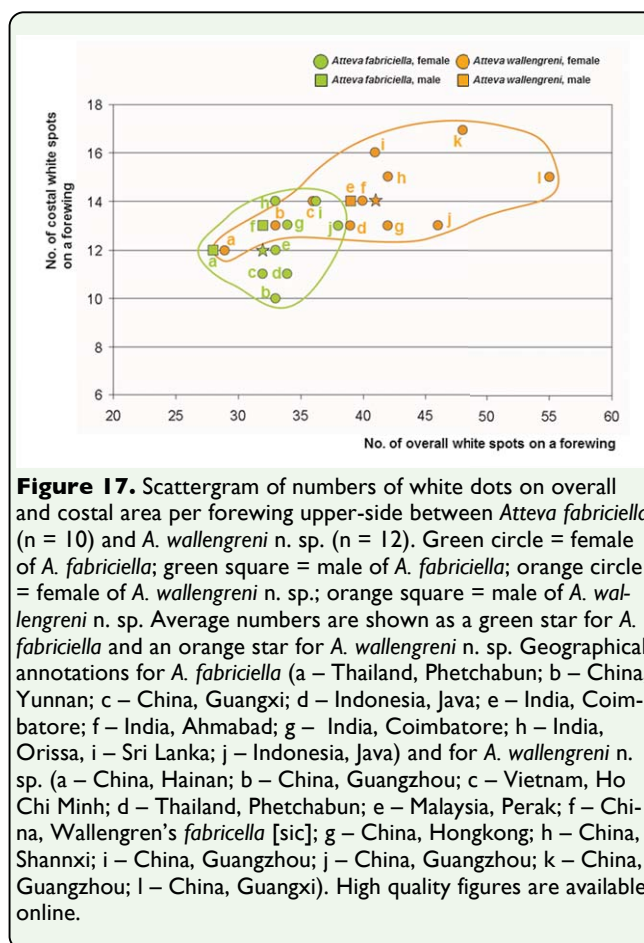 Atteva fabriciella, female Atteva wallengreni, female
Atteva fabriciella, male Atteva wallengreni, male
No. of costal white spots
on a forewing
18
16
14
12
10
8
6
k
i
h
l
h
e f
c i
b
f g
j d g j
a
a
e
c d
b
20 25 30 35 40 45 50 55 60
No. of overall white spots on a forewing
Figure 17. Scattergram of numbers of white dots on overall
and costal area per forewing upper-side between Atteva fabriciella
(n = 10) and A. wallengreni n. sp. (n = 12). Green circle = female
of A. fabriciella; green square = male of A. fabriciella; orange circle
= female of A. wallengreni n. sp.; orange square = male of A. wal-
lengreni n. sp. Average numbers are shown as a green star for A.
fabriciella and an orange star for A. wallengreni n. sp. Geographical
annotations for A. fabriciella (a – Thailand, Phetchabun; b – China
Yunnan; c – China, Guangxi; d – Indonesia, Java; e – India, Coim-
batore; f – India, Ahmabad; g – India, Coimbatore; h – India,
Orissa, i – Sri Lanka; j – Indonesia, Java) and for A. wallengreni n.
sp. (a – China, Hainan; b – China, Guangzhou; c – Vietnam, Ho
Chi Minh; d – Thailand, Phetchabun; e – Malaysia, Perak; f – Chi-
na, Wallengren's fabricella [sic]; g – China, Hongkong; h – China,
Shannxi; i – China, Guangzhou; j – China, Guangzhou; k – China,
Guangzhou; l – China, Guangxi). High quality figures are available
online.